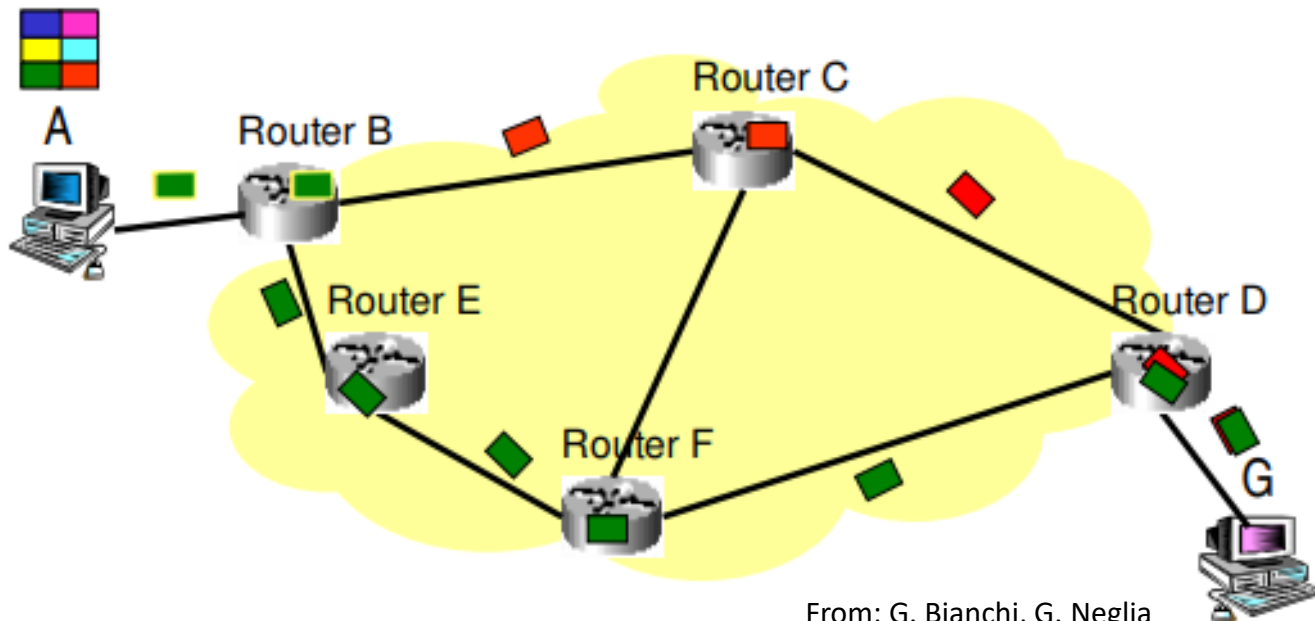 Router C
A
Router B
Router E
Router D
Router F
G
From: G. Bianchi, G. Neglia